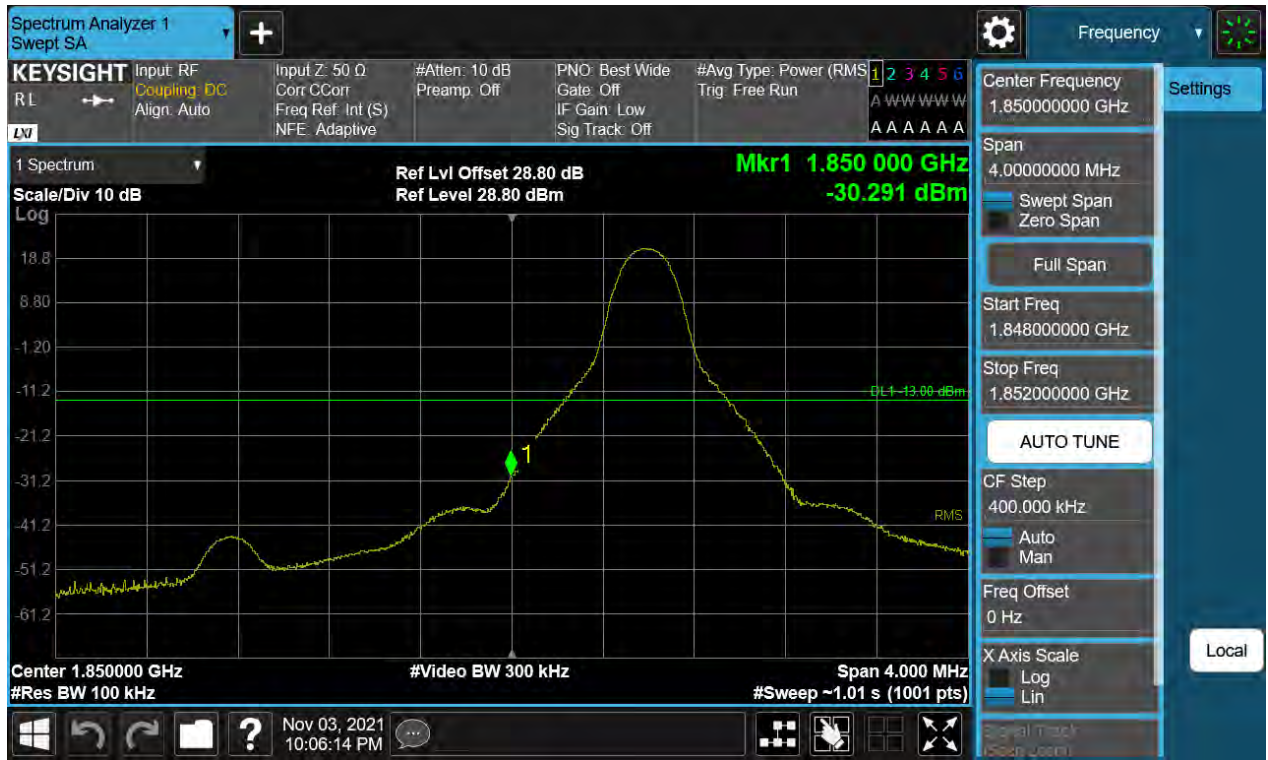 Spectrum Analyzer 1
Swept SA
Frequency
KEYSIGHT
RL
LXI
Input: RF
Coupling: DC
Align: Auto
Input Z: 50 Ω
Corr CCorr
Freq Ref: Int (S)
NFE: Adaptive
#Atten: 10 dB
Preamp: Off
PNO: Best Wide
Gate: Off
IF Gain: Low
Sig Track: Off
#Avg Type: Power (RMS
Trig: Free Run
1 2 3 4 5 6
A W W W W W
A A A A A A
1 Spectrum
Scale/Div 10 dB
Log
Ref Lvl Offset 28.80 dB
Ref Level 28.80 dBm
Mkr1 1.850 000 GHz
-30.291 dBm
18.8
8.80
-1.20
-11.2
-21.2
-31.2
-41.2
-51.2
-61.2
DL1 -13.00 dBm
1
RMS
Center 1.850000 GHz
#Res BW 100 kHz
#Video BW 300 kHz
Span 4.000 MHz
#Sweep ~1.01 s (1001 pts)
Center Frequency
1.850000000 GHz
Span
4.00000000 MHz
Swept Span
Zero Span
Full Span
Start Freq
1.848000000 GHz
Stop Freq
1.852000000 GHz
AUTO TUNE
CF Step
400.000 kHz
Auto
Man
Freq Offset
0 Hz
X Axis Scale
Log
Lin
Signal Track
(Span Zoom)
Settings
Local
?
Nov 03, 2021
10:06:14 PM